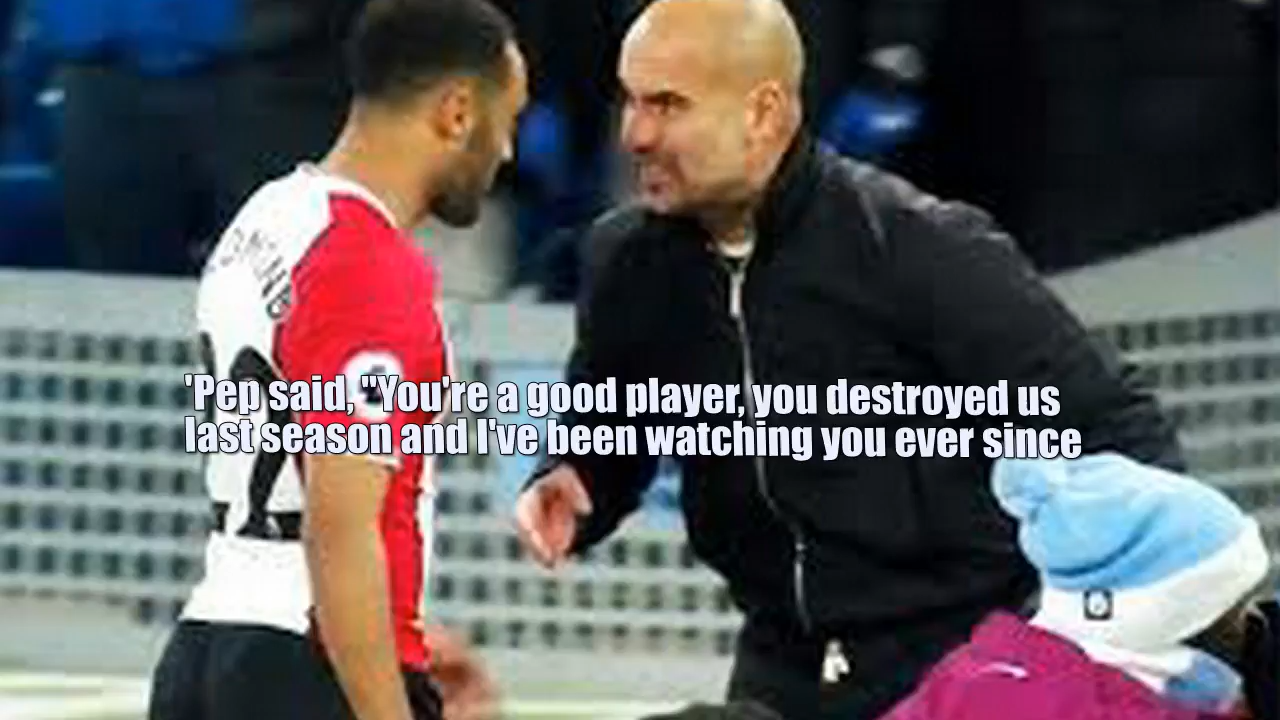 'Pep said, "You're a good player, you destroyed us
last season and I've been watching you ever since